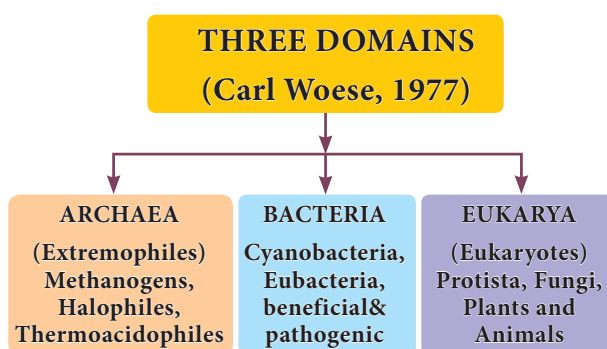 THREE DOMAINS
(Carl Woese, 1977)
ARCHAEA
(Extremophiles)
Methanogens,
Halophiles,
Thermoacidophiles
BACTERIA
Cyanobacteria,
Eubacteria,
beneficial&
pathogenic
EUKARYA
(Eukaryotes)
Protista, Fungi,
Plants and
Animals